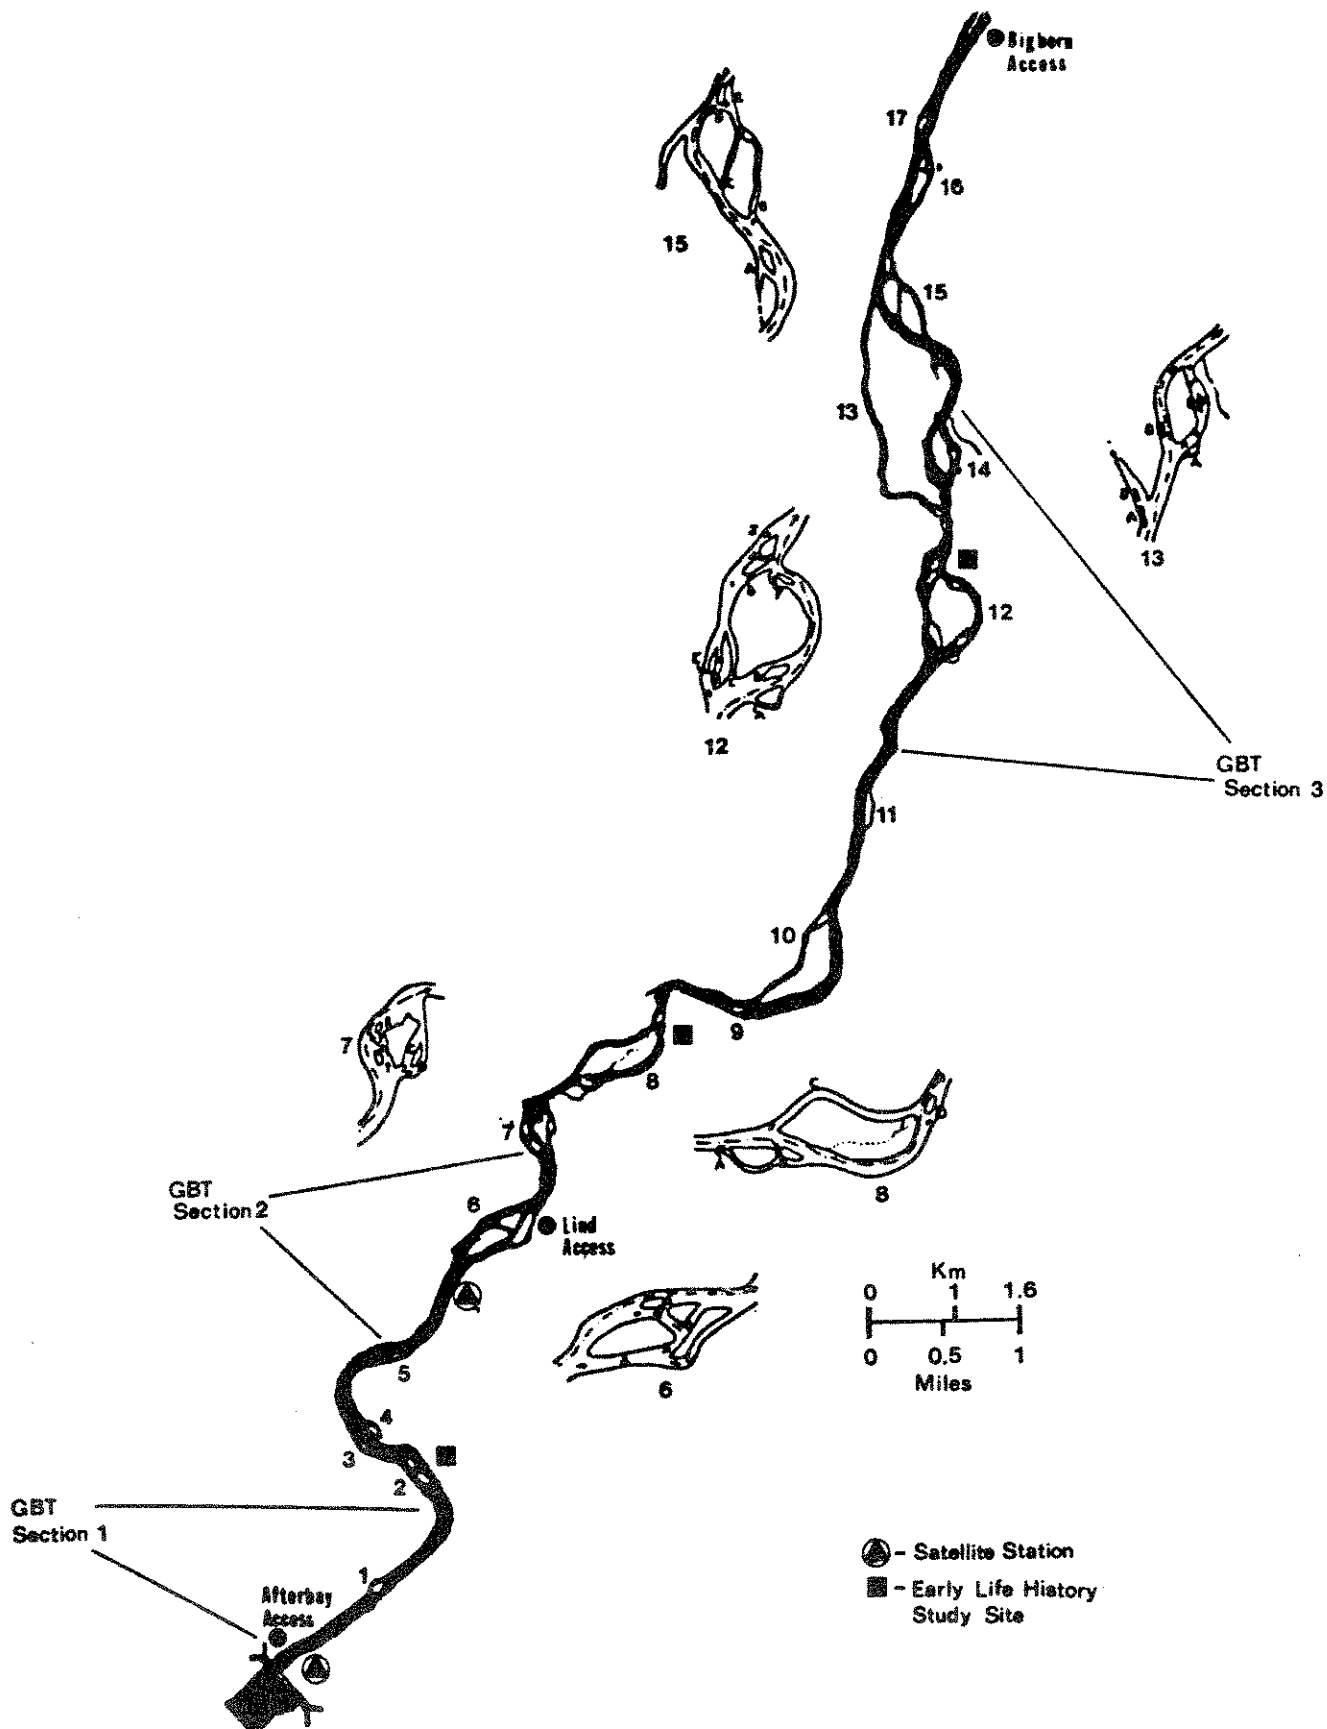 Bighorn
Access
17
16
15
15
13
14
13
12
12
GBT
Section 3
11
10
9
7
8
7
8
GBT
Section 2
6
Lind
Access
Km
0 1 1.6
0 0.5 1
Miles
6
5
4
3
2
GBT
Section 1
1
Afterbay
Access
- Satellite Station
- Early Life History
Study Site